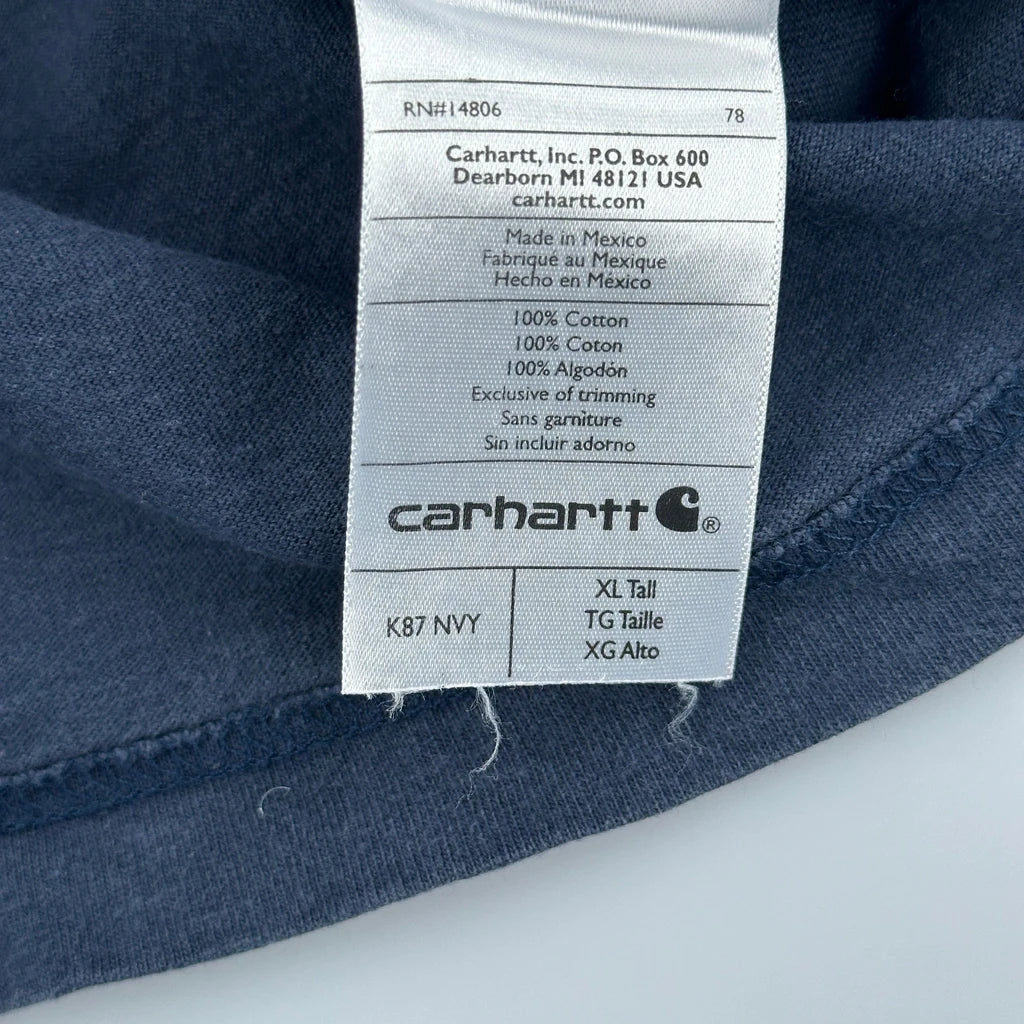 RN#14806 78
Carhartt, Inc. P.O. Box 600
Dearborn MI 48121 USA
carhartt.com
Made in Mexico
Fabriqué au Mexique
Hecho en México
100% Cotton
100% Coton
100% Algodón
Exclusive of trimming
Sans garniture
Sin incluir adorno
carhartt ®
K87 NVY
XL Tall
TG Taille
XG Alto